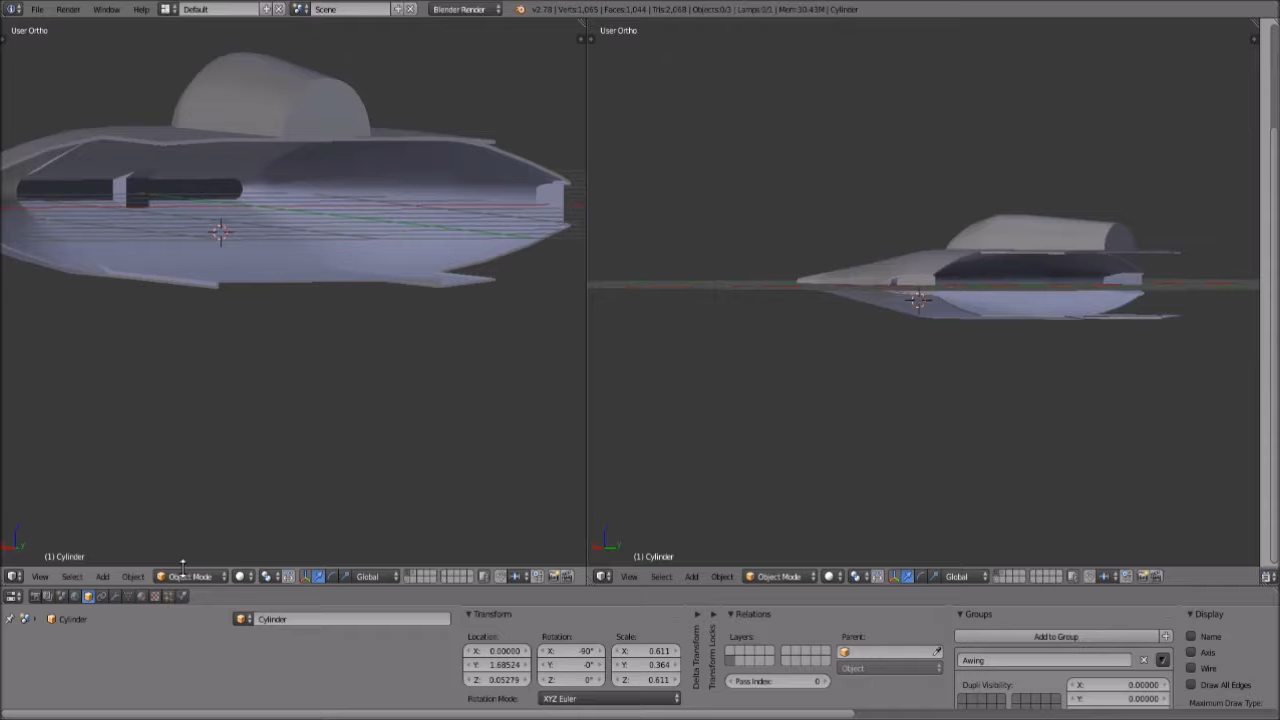 File Render Window Help Default Scene Blender Render v2.78 | Verts:1,065 | Faces:1,044 | Tris:2,068 | Objects:0/3 | Lamps:0/1 | Mem:30.43M | Cylinder
User Ortho User Ortho
(1) Cylinder (1) Cylinder
View Select Add Object Object Mode Global View Select Add Object Object Mode Global
Cylinder Cylinder
Transform
Location: Rotation: Scale:
X: 0.00000 X: -90° X: 0.611
Y: 1.68524 Y: -0° Y: 0.364
Z: 0.05279 Z: 0° Z: 0.611
Rotation Mode: XYZ Euler
Delta Transform
Transform Locks
Relations
Layers: Parent:
Object
Pass Index: 0
Groups
Add to Group
Awing
Dupli Visibility: X: 0.00000
Y: 0.00000
Display
Name
Axis
Wire
Draw All Edges
Maximum Draw Type: